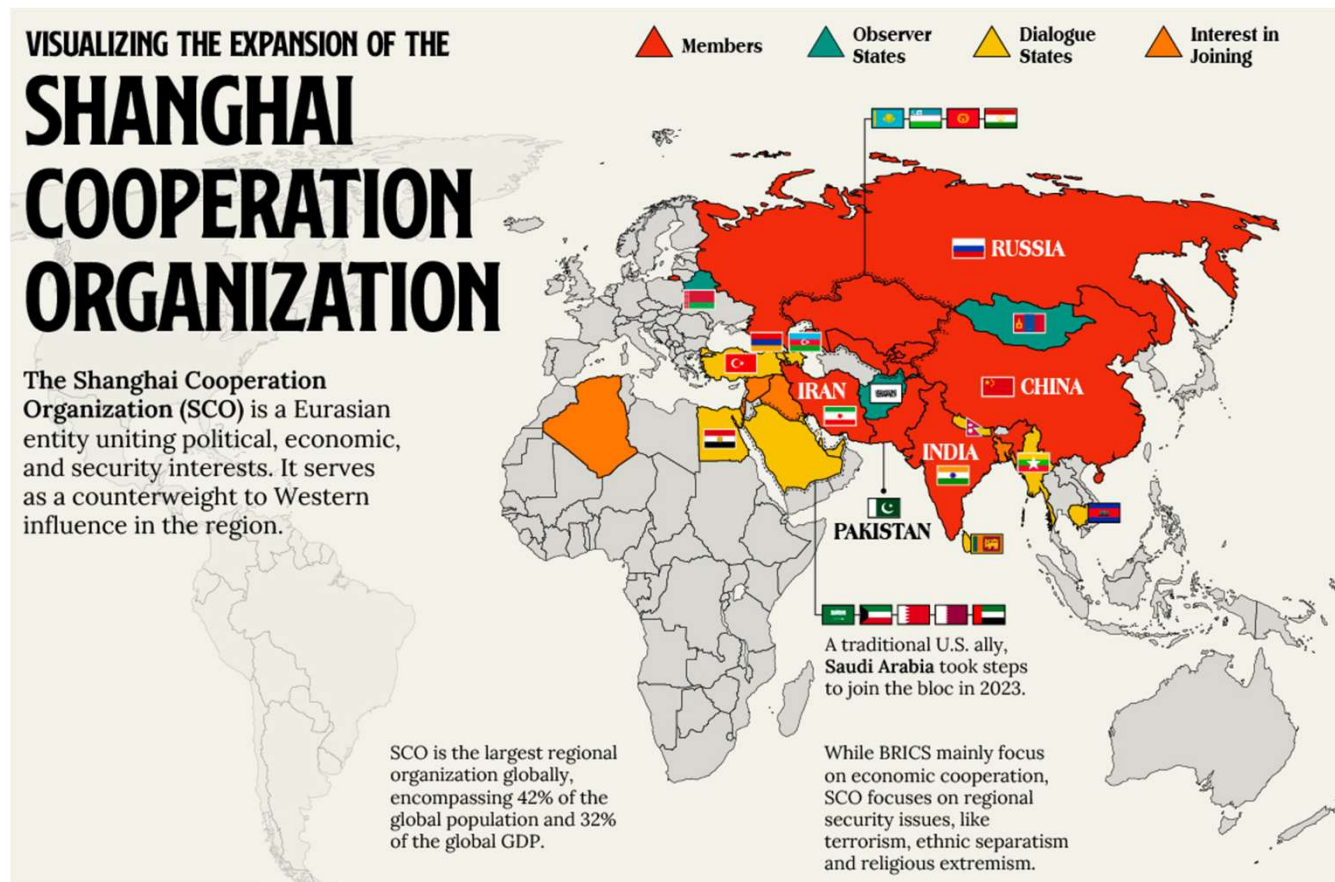 VISUALIZING THE EXPANSION OF THE
SHANGHAI
COOPERATION
ORGANIZATION
The Shanghai Cooperation
Organization (SCO) is a Eurasian
entity uniting political, economic,
and security interests. It serves
as a counterweight to Western
influence in the region.
Members
Observer
States
Dialogue
States
Interest in
Joining
RUSSIA
CHINA
IRAN
INDIA
PAKISTAN
A traditional U.S. ally,
Saudi Arabia took steps
to join the bloc in 2023.
SCO is the largest regional
organization globally,
encompassing 42% of the
global population and 32%
of the global GDP.
While BRICS mainly focus
on economic cooperation,
SCO focuses on regional
security issues, like
terrorism, ethnic separatism
and religious extremism.